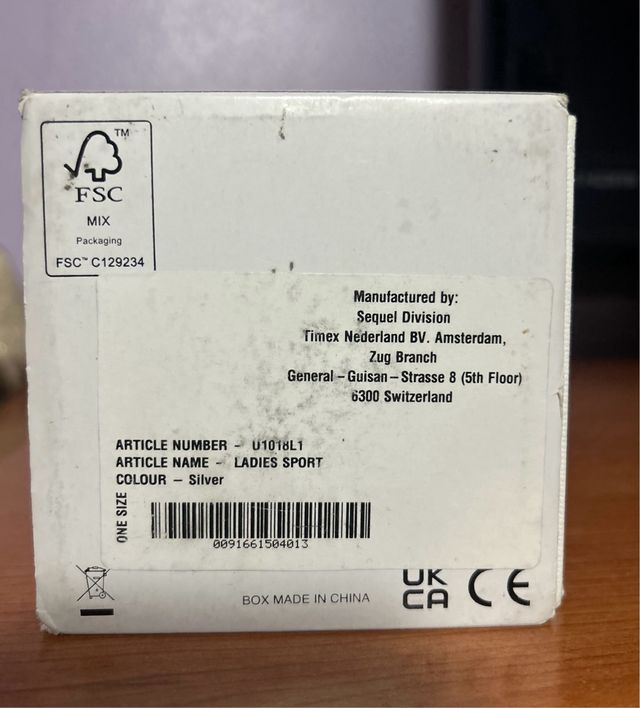 TM
FSC
MIX
Packaging
FSC™ C129234
Manufactured by:
Sequel Division
Timex Nederland BV. Amsterdam,
Zug Branch
General – Guisan – Strasse 8 (5th Floor)
6300 Switzerland
ARTICLE NUMBER – U1018L1
ARTICLE NAME – LADIES SPORT
COLOUR – Silver
ONE SIZE
0091661504013
BOX MADE IN CHINA
UK
CA
CE